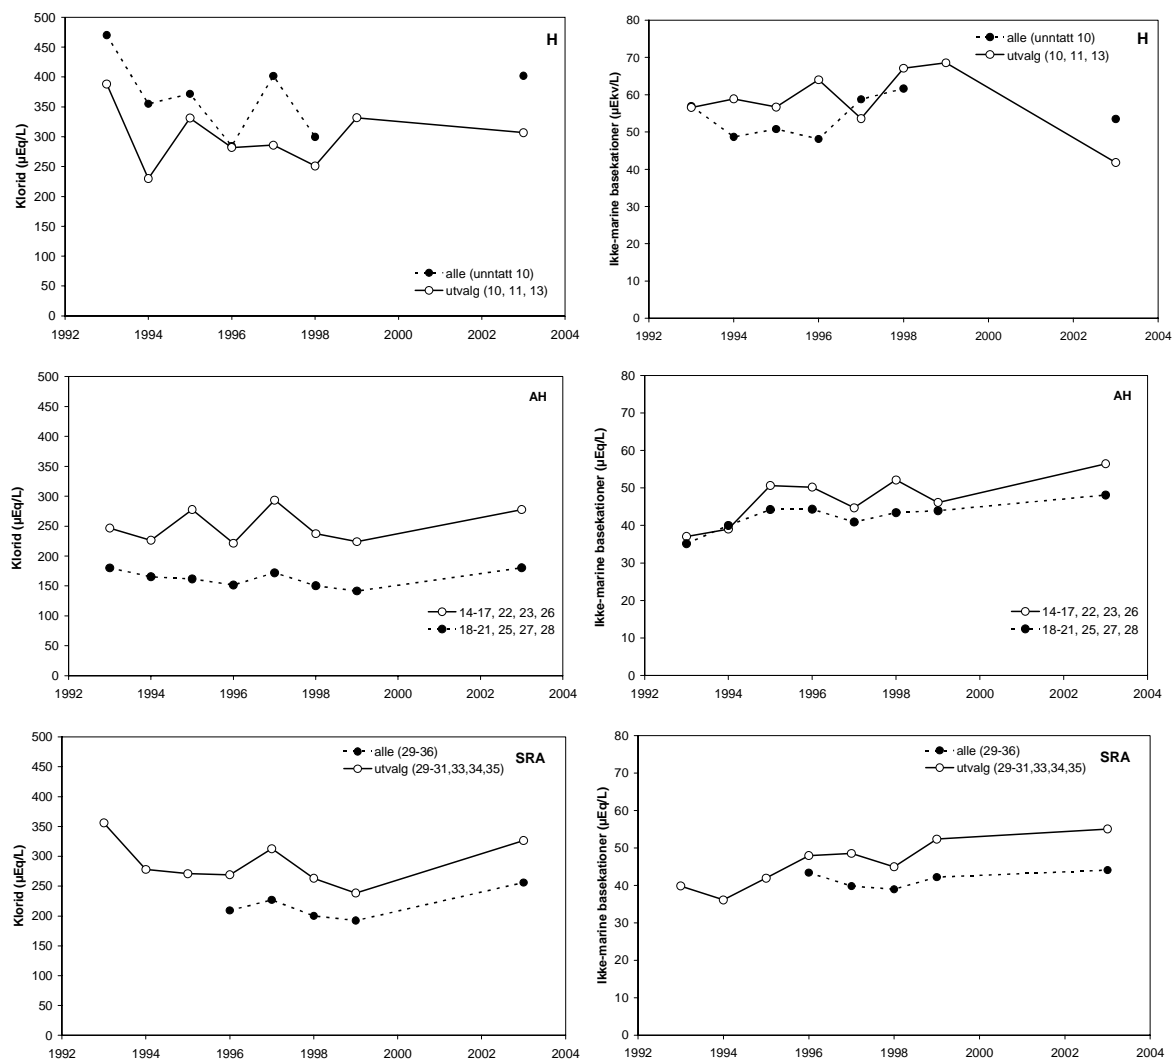 Klorid (µEq/L)
500
450
400
350
300
250
200
150
100
50
0
H
alle (unntatt 10)
utvalg (10, 11, 13)
1992 1994 1996 1998 2000 2002 2004
Ikke-marine basekationer (µEkv/L)
80
70
60
50
40
30
20
10
0
alle (unntatt 10)
utvalg (10, 11, 13)
H
1992 1994 1996 1998 2000 2002 2004
Klorid (µEq/L)
500
450
400
350
300
250
200
150
100
50
0
AH
14-17, 22, 23, 26
18-21, 25, 27, 28
1992 1994 1996 1998 2000 2002 2004
Ikke-marine basekationer (µEq/L)
80
70
60
50
40
30
20
10
0
AH
14-17, 22, 23, 26
18-21, 25, 27, 28
1992 1994 1996 1998 2000 2002 2004
Klorid (µEq/L)
500
450
400
350
300
250
200
150
100
50
0
alle (29-36)
utvalg (29-31,33,34,35)
SRA
1992 1994 1996 1998 2000 2002 2004
Ikke-marine basekationer (µEq/L)
80
70
60
50
40
30
20
10
0
alle (29-36)
utvalg (29-31,33,34,35)
SRA
1992 1994 1996 1998 2000 2002 2004